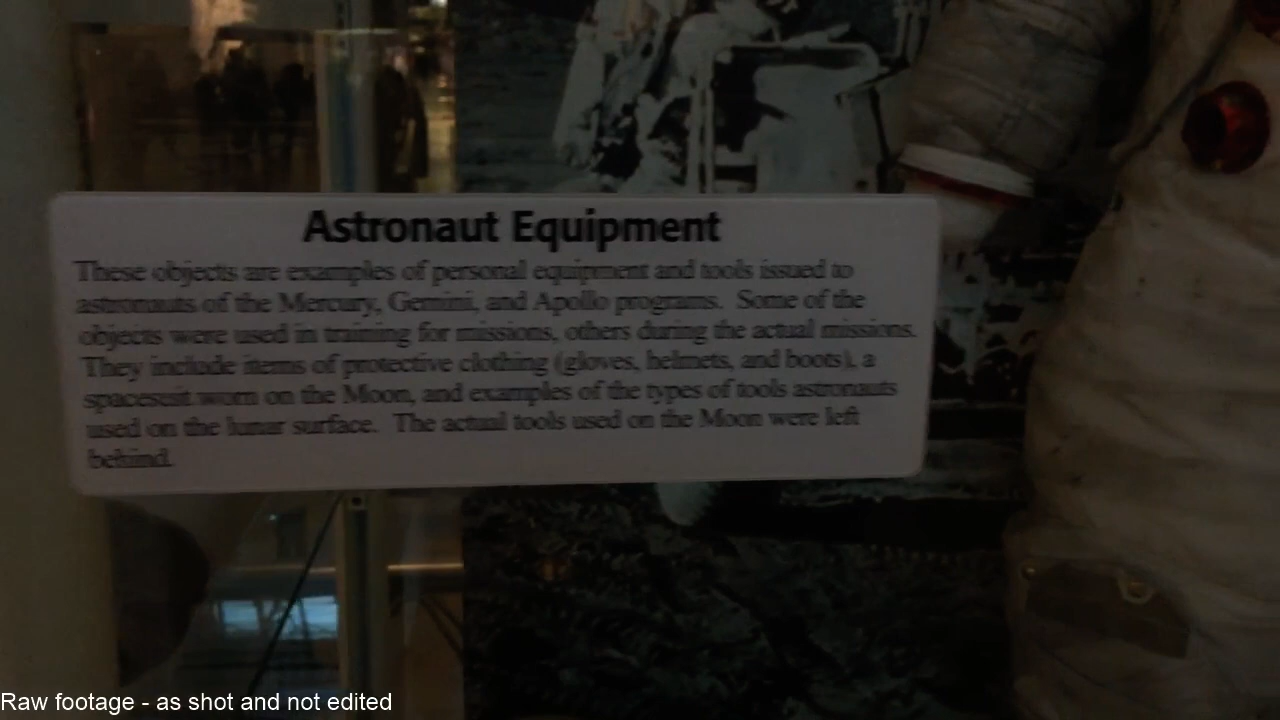 Astronaut Equipment
These objects are examples of personal equipment and tools issued to
astronauts of the Mercury, Gemini, and Apollo programs. Some of the
objects were used in training for missions, others during the actual missions.
They include items of protective clothing (gloves, helmets, and boots), a
spacesuit worn on the Moon, and examples of the types of tools astronauts
used on the lunar surface. The actual tools used on the Moon were left
behind.
Raw footage - as shot and not edited